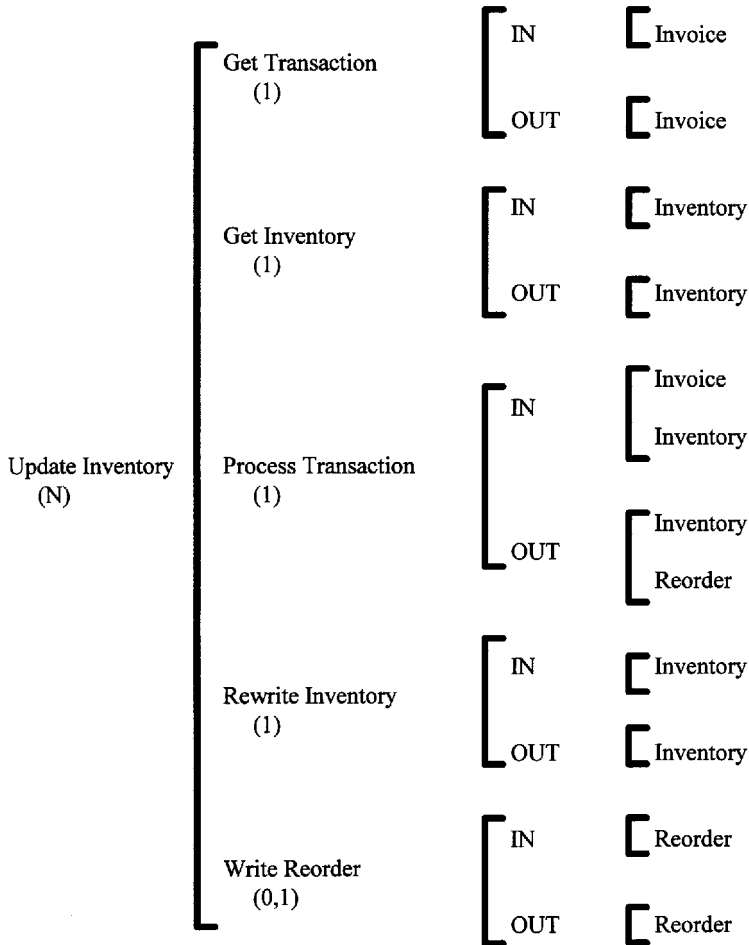 IN
Invoice
Get Transaction
(1)
OUT
Invoice
IN
Inventory
Get Inventory
(1)
OUT
Inventory
Invoice
IN
Inventory
Update Inventory
(N)
Process Transaction
(1)
Inventory
OUT
Reorder
IN
Inventory
Rewrite Inventory
(1)
OUT
Inventory
IN
Reorder
Write Reorder
(0,1)
OUT
Reorder